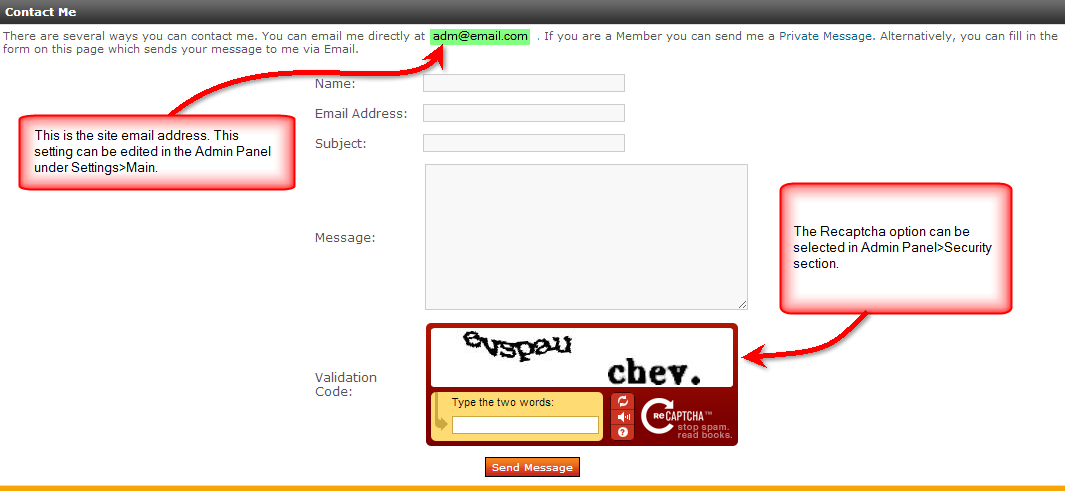 Contact Me
There are several ways you can contact me. You can email me directly at adm@email.com . If you are a Member you can send me a Private Message. Alternatively, you can fill in the
form on this page which sends your message to me via Email.
Name:
This is the site email address. This
setting can be edited in the Admin Panel
under Settings>Main.
Email Address:
Subject:
Message:
The Recaptcha option can be
selected in Admin Panel>Security
section.
Validation
Code:
evspau
chev.
Type the two words:
reCAPTCHA™
stop spam.
read books.
Send Message